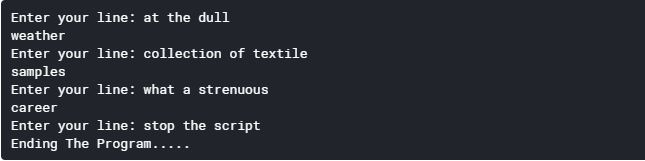 Enter your line: at the dull
weather
Enter your line: collection of textile
samples
Enter your line: what a strenuous
career
Enter your line: stop the script
Ending The Program.....